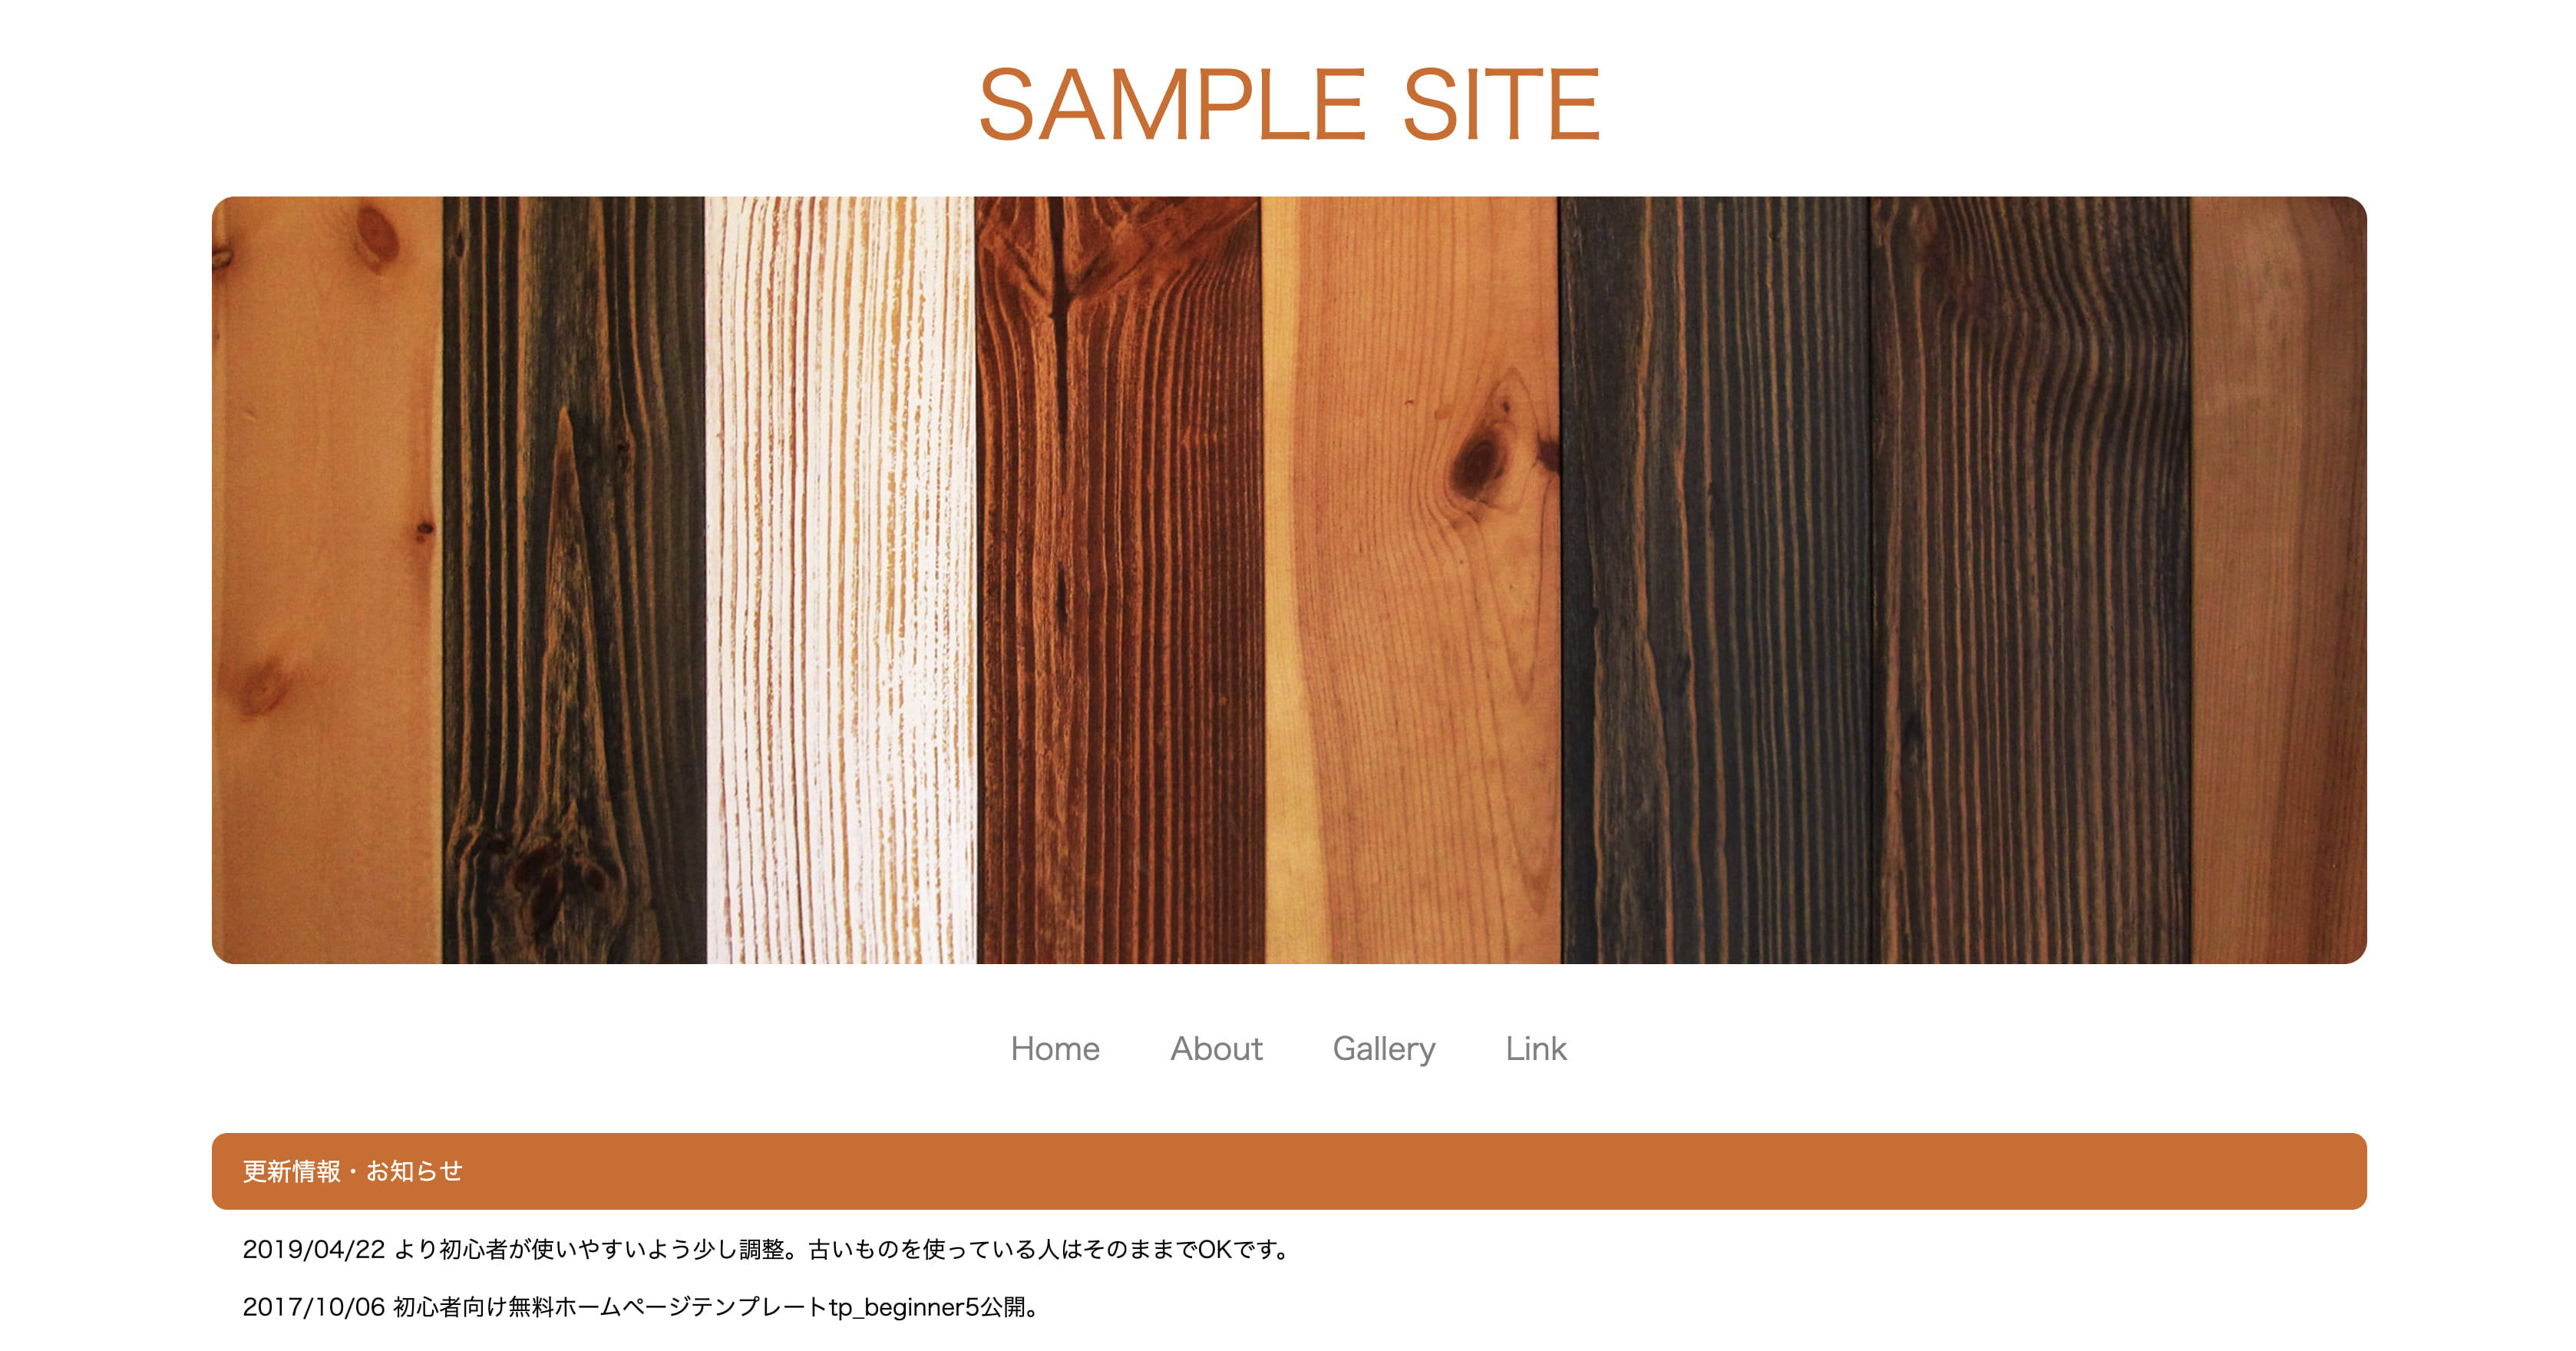 SAMPLE SITE
Home About Gallery Link
更新情報・お知らせ
2019/04/22 より初心者が使いやすいよう少し調整。古いものを使っている人はそのままでOKです。
2017/10/06 初心者向け無料ホームページテンプレートtp_beginner5公開。